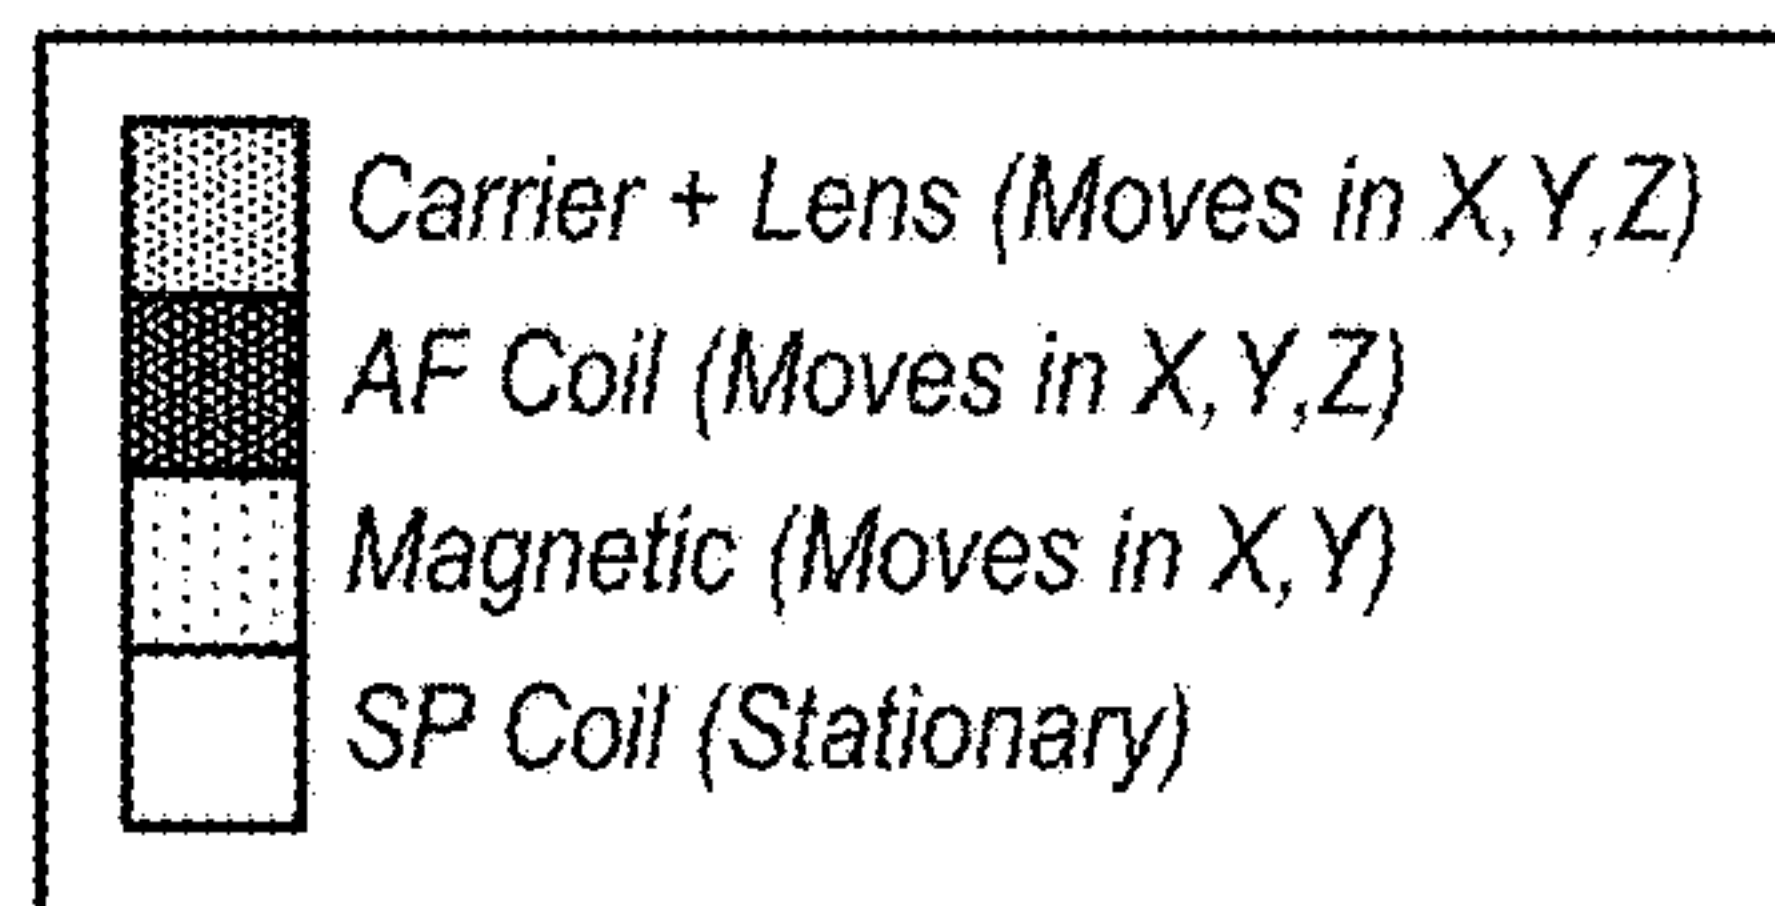 Carrier + Lens (Moves in X,Y,Z)
AF Coil (Moves in X,Y,Z)
Magnetic (Moves in X,Y)
SP Coil (Stationary)